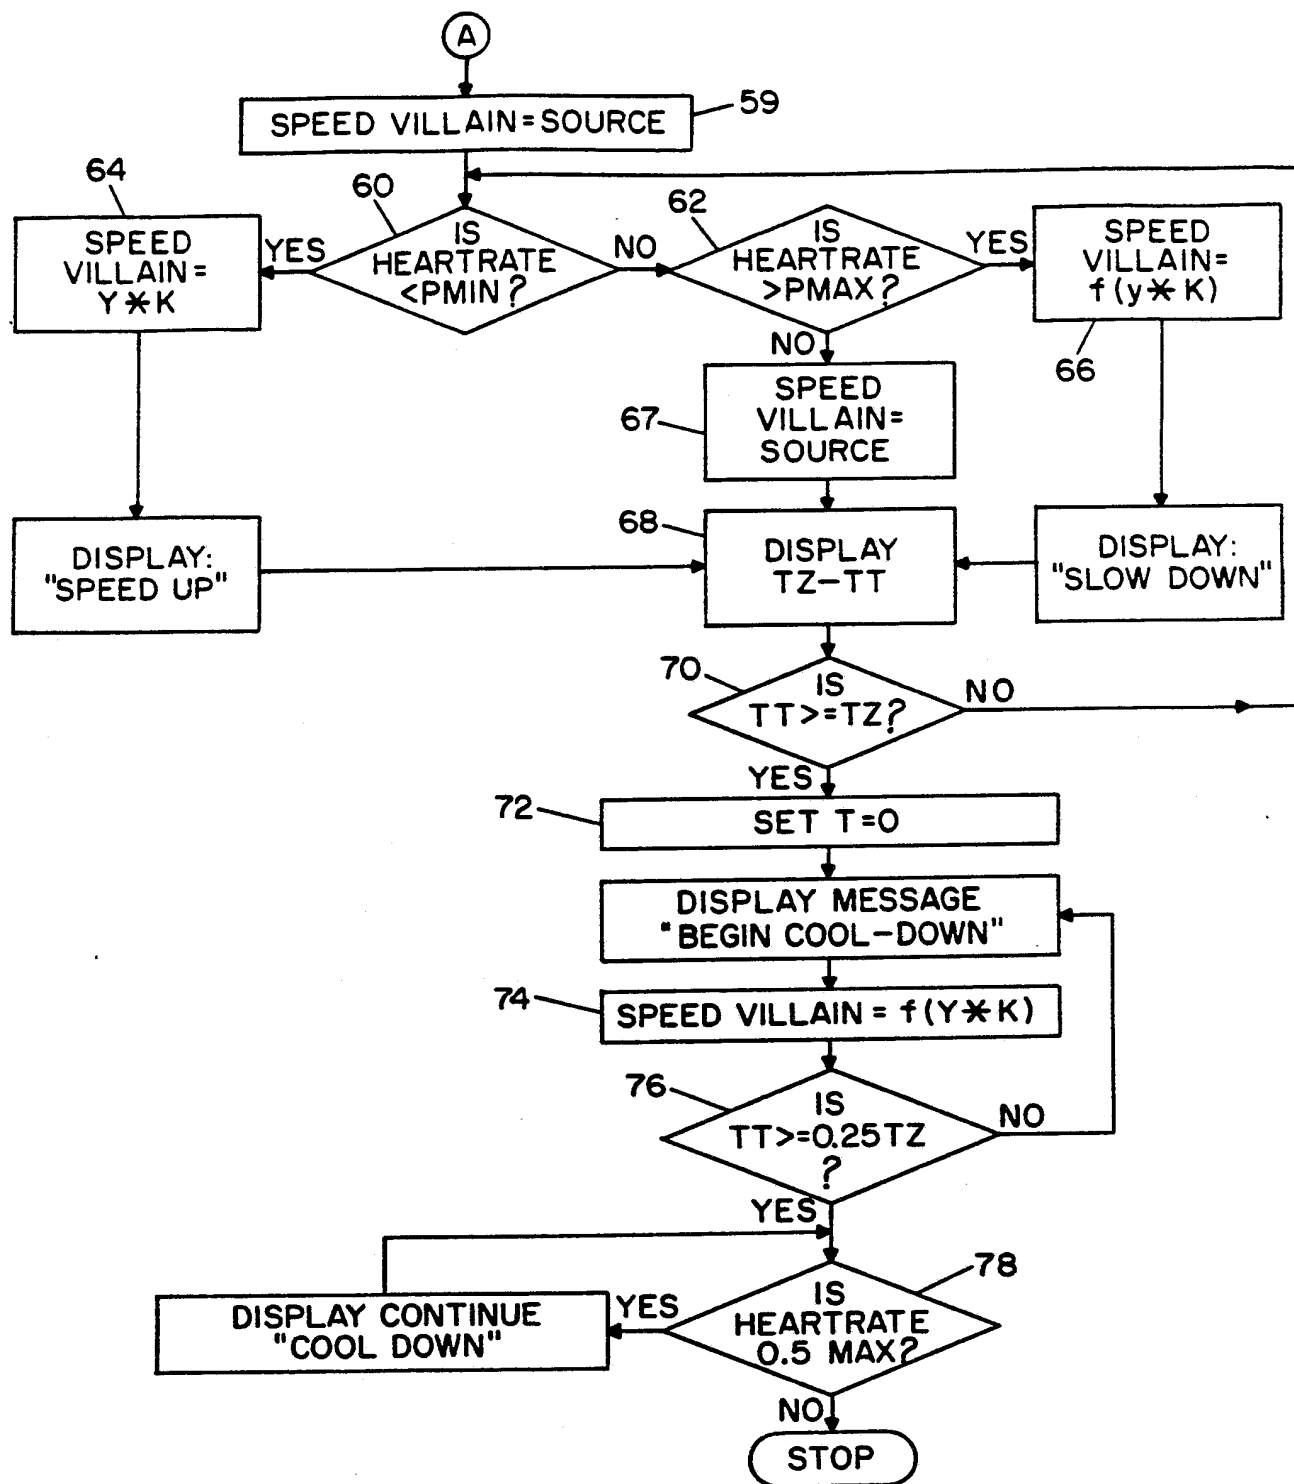 A
SPEED VILLAIN=SOURCE
59
64
SPEED
VILLAIN=
Y*K
YES
60
IS
HEARTRATE
<PMIN?
NO
62
IS
HEARTRATE
>PMAX?
YES
SPEED
VILLAIN=
f(y*K)
66
NO
67
SPEED
VILLAIN=
SOURCE
DISPLAY:
"SPEED UP"
68
DISPLAY
TZ-TT
DISPLAY:
"SLOW DOWN"
70
IS
TT>=TZ?
NO
YES
72
SET T=0
DISPLAY MESSAGE
"BEGIN COOL-DOWN"
74
SPEED VILLAIN = f(Y*K)
76
IS
TT>=0.25TZ
?
NO
YES
78
IS
HEARTRATE
0.5 MAX?
YES
DISPLAY CONTINUE
"COOL DOWN"
NO
STOP